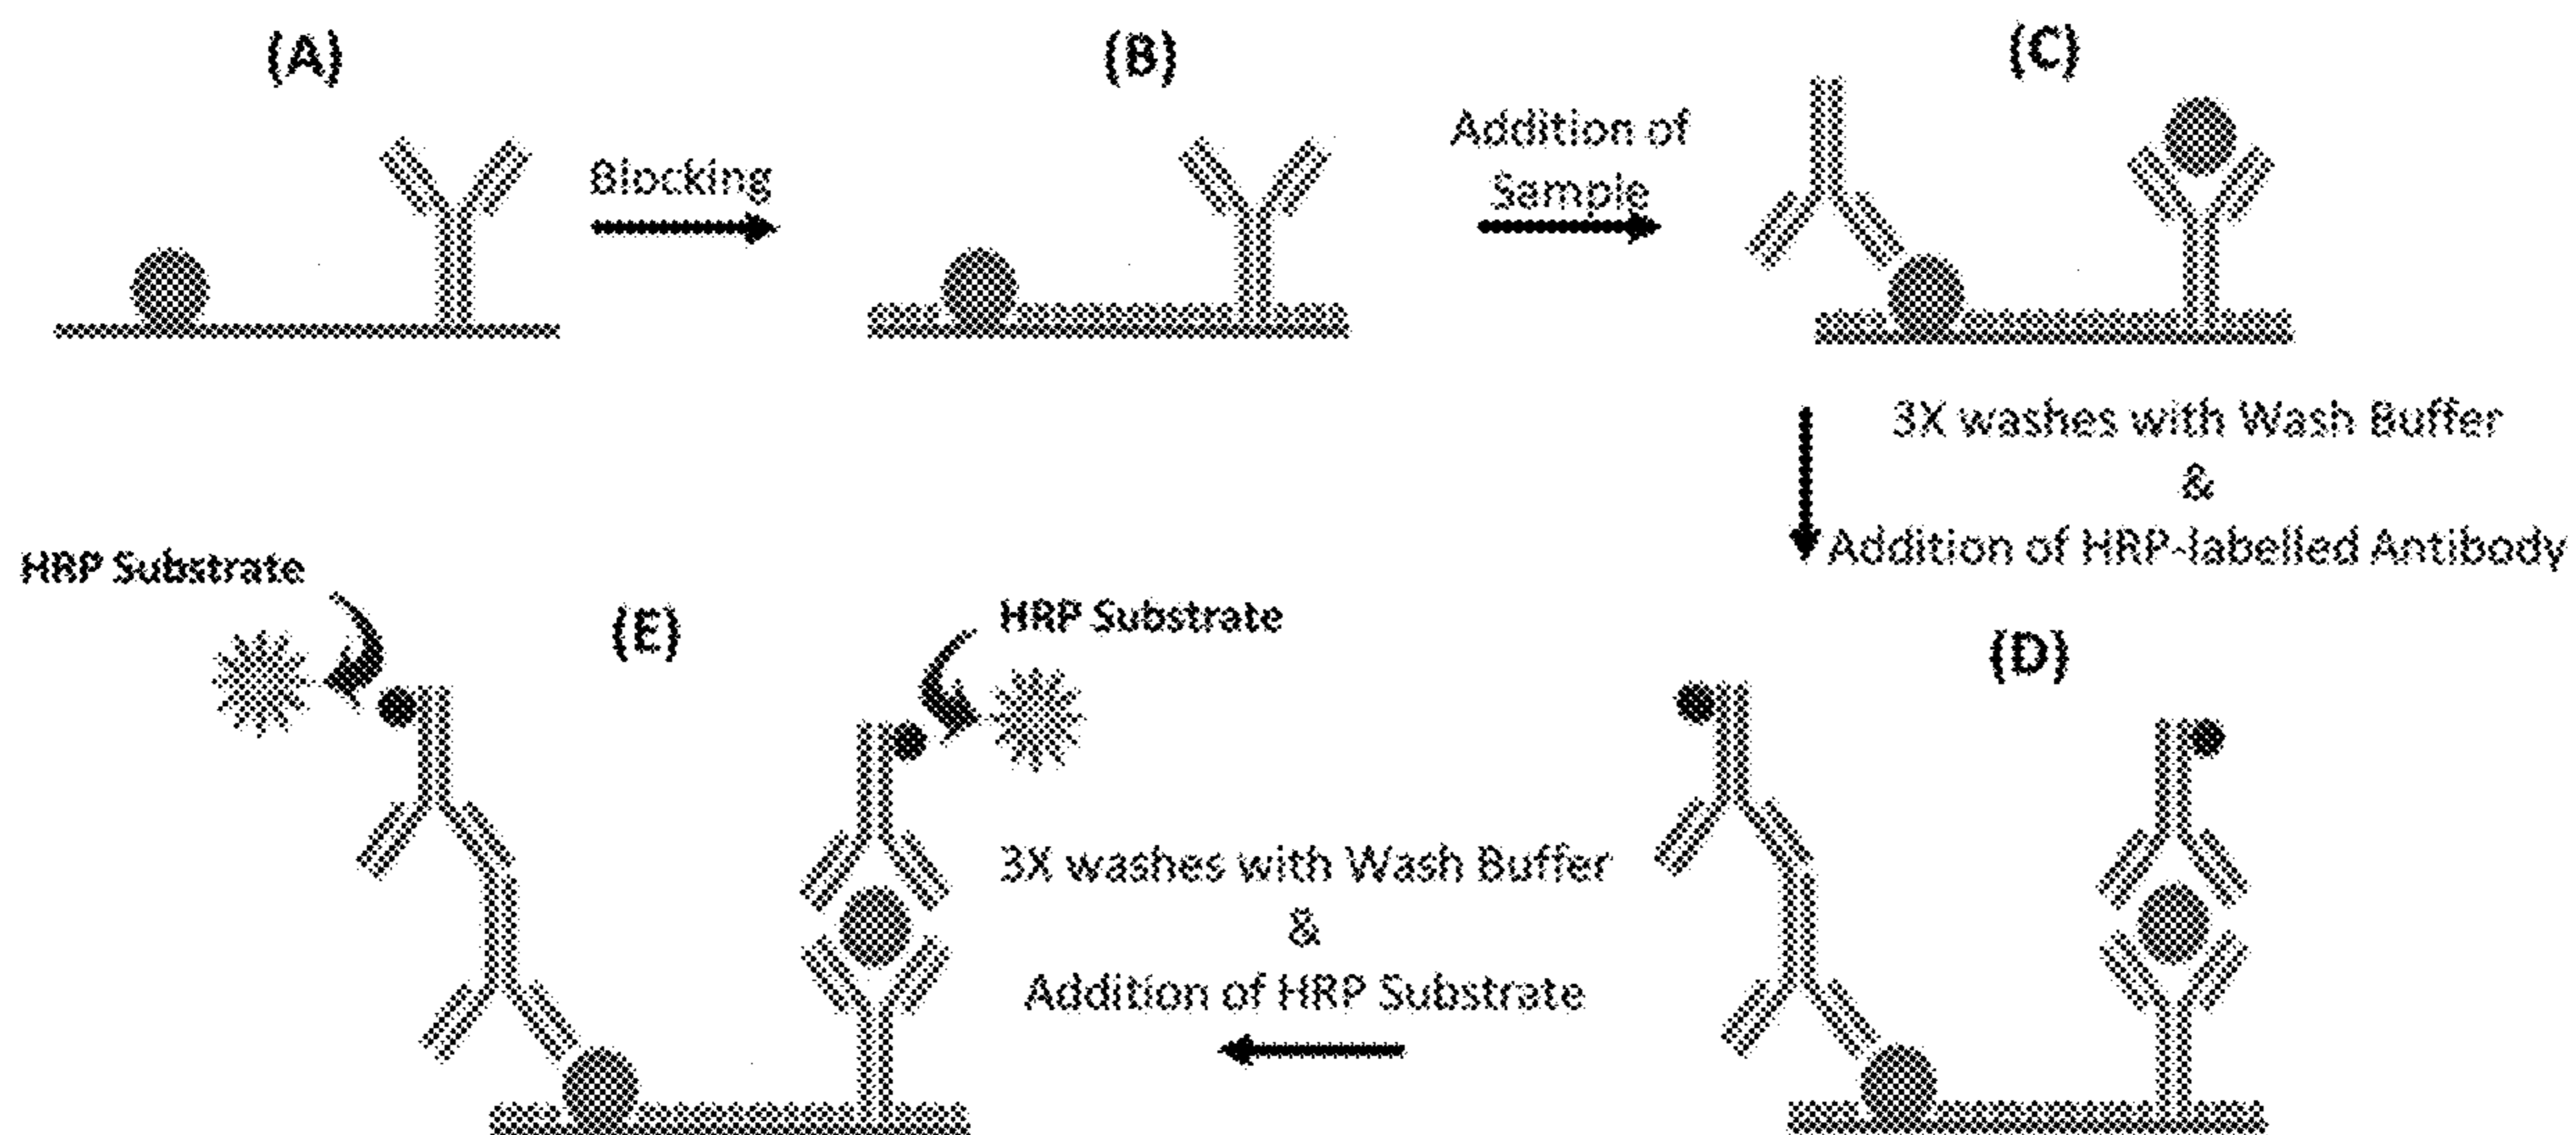 (A)
(B)
(C)
Blocking
Addition of
Sample
3X washes with Wash Buffer
&
Addition of HRP-labelled Antibody
HRP Substrate
(E)
HRP Substrate
(D)
3X washes with Wash Buffer
&
Addition of HRP Substrate